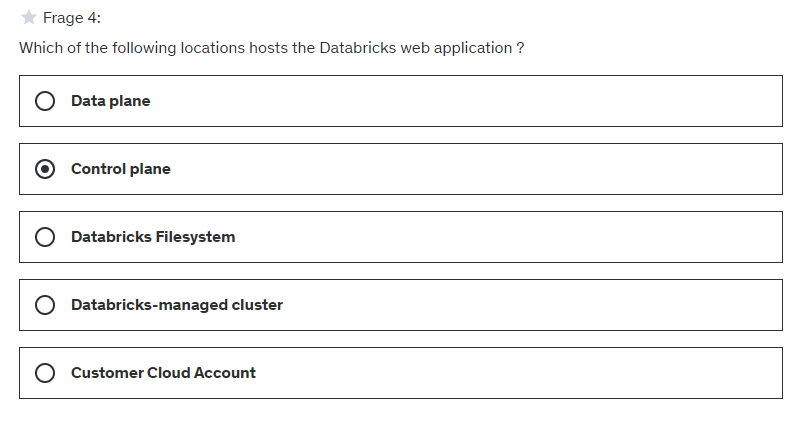 Frage 4:
Which of the following locations hosts the Databricks web application ?
Data plane
Control plane
Databricks Filesystem
Databricks-managed cluster
Customer Cloud Account